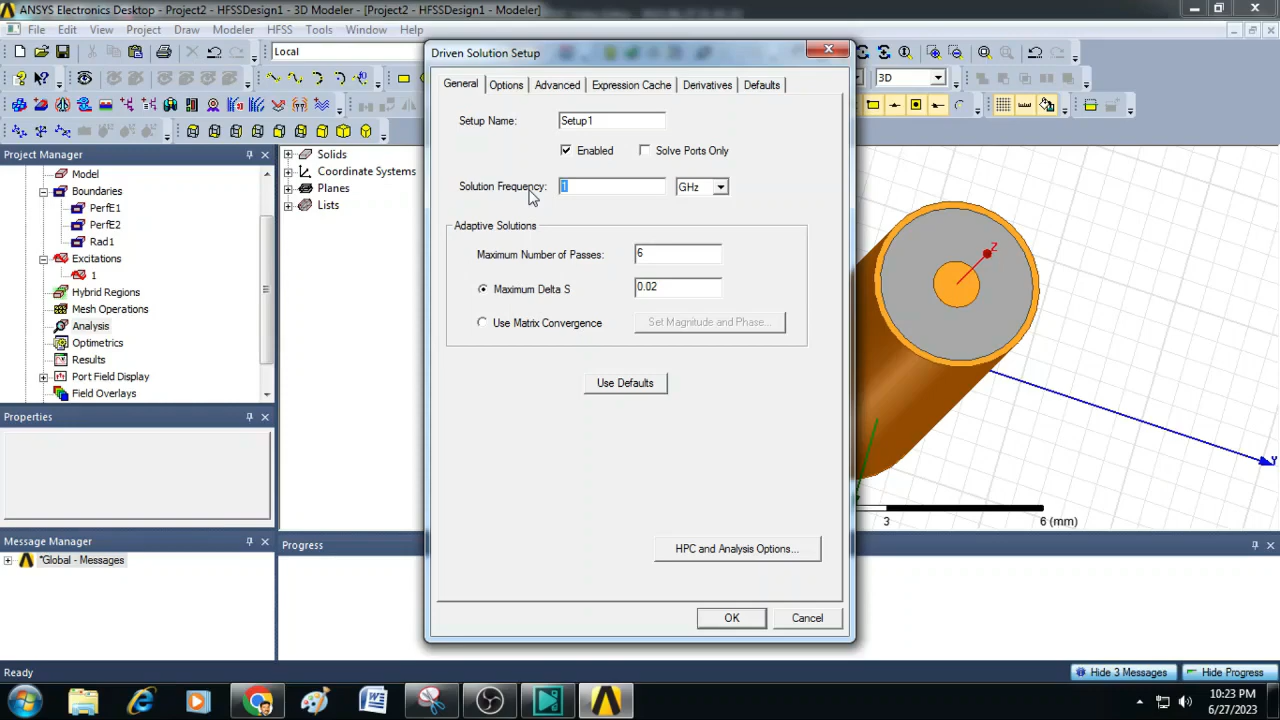 ANSYS Electronics Desktop - Project2 - HFSSDesign1 - 3D Modeler - [Project2 - HFSSDesign1 - Modeler]
File Edit View Project Draw Modeler HFSS Tools Window Help
Local
3D
Project Manager
Model
Boundaries
PerfE1
PerfE2
Rad1
Excitations
1
Hybrid Regions
Mesh Operations
Analysis
Optimetrics
Results
Port Field Display
Field Overlays
Properties
Message Manager
*Global - Messages
Solids
Coordinate Systems
Planes
Lists
Driven Solution Setup
General Options Advanced Expression Cache Derivatives Defaults
Setup Name: Setup1
Enabled Solve Ports Only
Solution Frequency: 1 GHz
Adaptive Solutions
Maximum Number of Passes: 6
Maximum Delta S 0.02
Use Matrix Convergence Set Magnitude and Phase...
Use Defaults
HPC and Analysis Options...
OK Cancel
Z
Y
3 6 (mm)
Progress
Ready
Hide 3 Messages Hide Progress
10:23 PM
6/27/2023